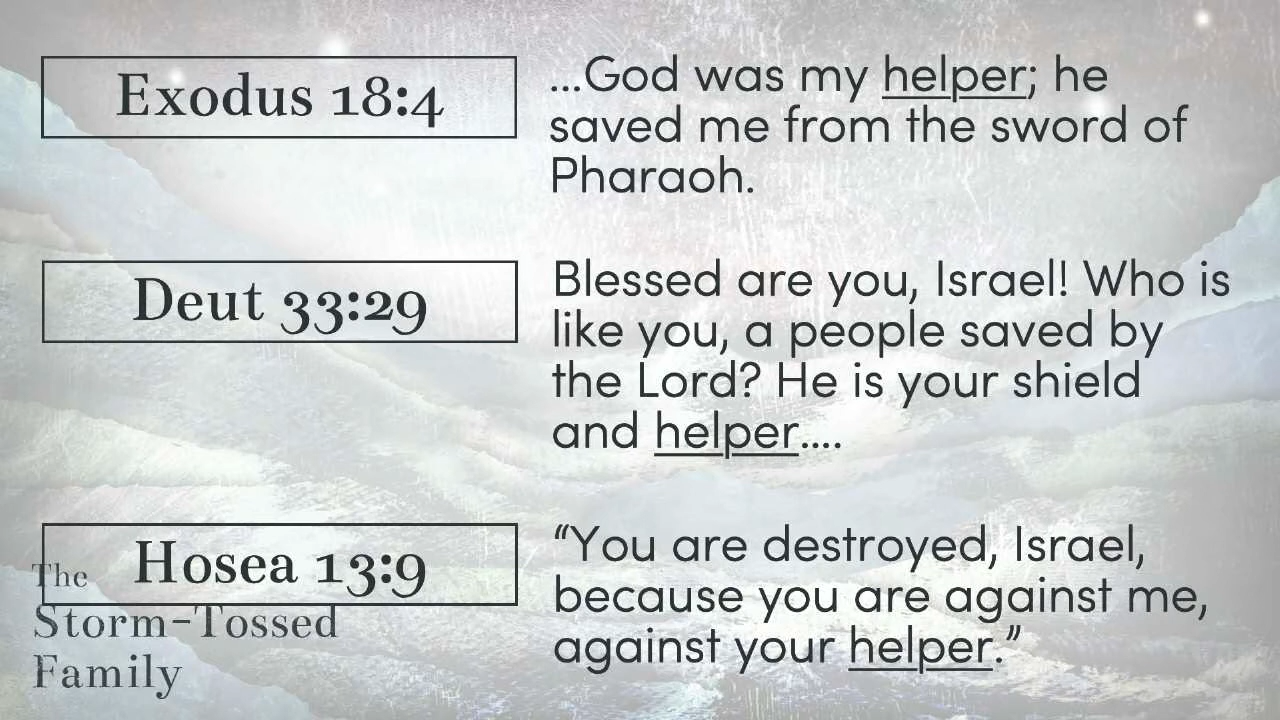 Exodus 18:4
...God was my helper; he
saved me from the sword of
Pharaoh.
Deut 33:29
Blessed are you, Israel! Who is
like you, a people saved by
the Lord? He is your shield
and helper....
Hosea 13:9
“You are destroyed, Israel,
because you are against me,
against your helper.”
The
Storm-Tossed
Family